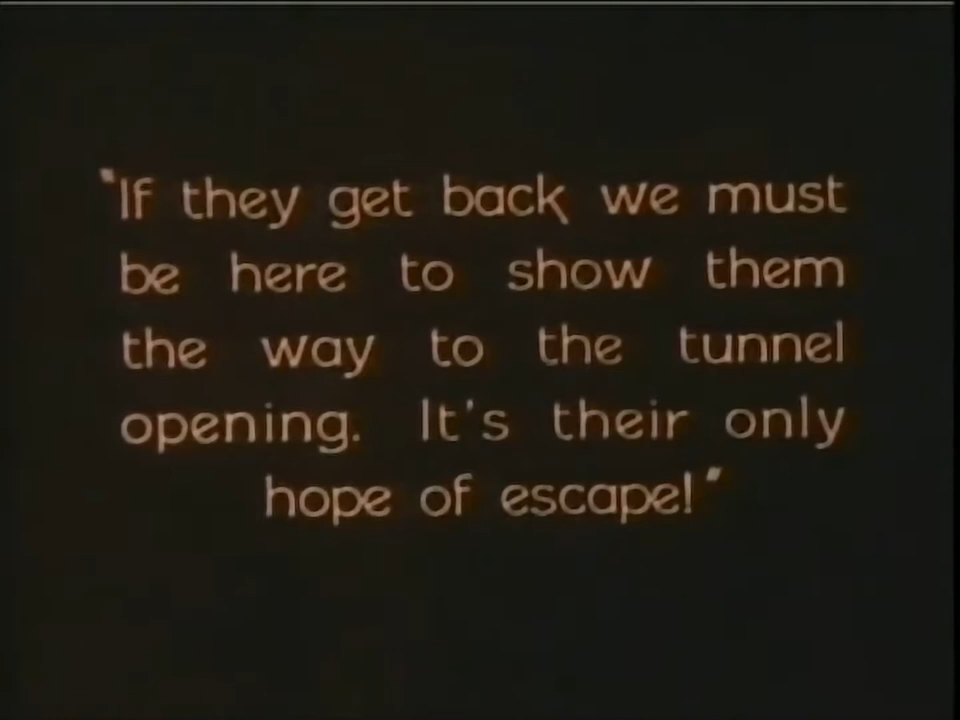 "If they get back we must
be here to show them
the way to the tunnel
opening. It's their only
hope of escape!"